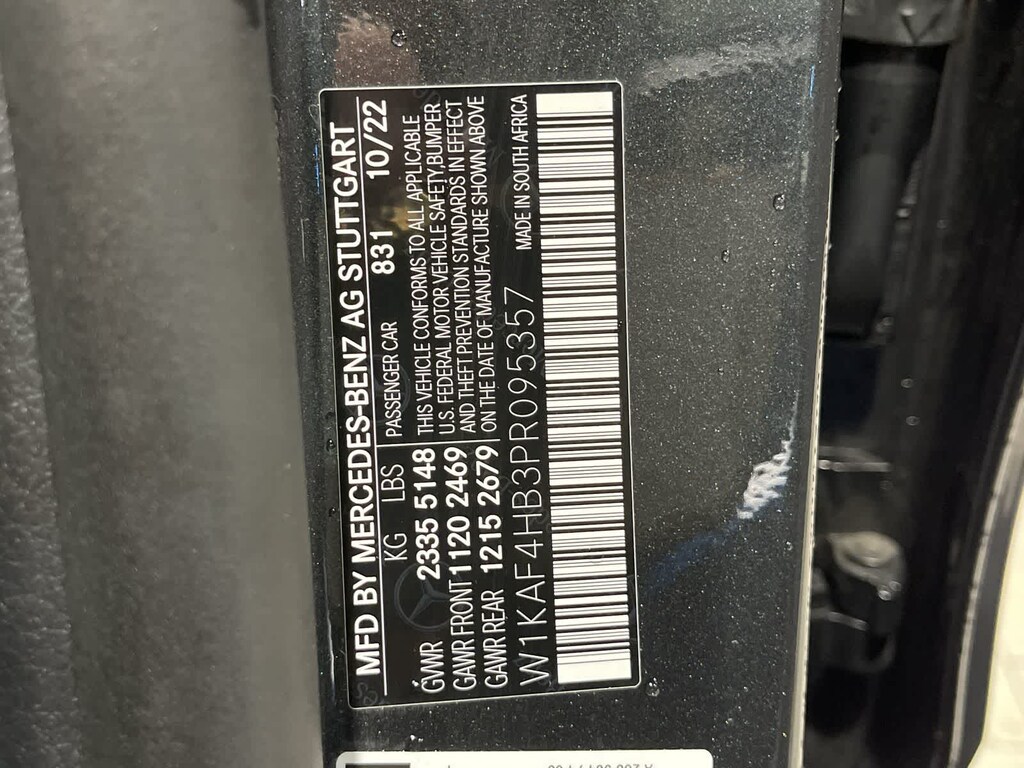 MFD BY MERCEDES-BENZ AG STUTTGART
KG LBS PASSENGER CAR 831 10/22
GWR 2335 5148 THIS VEHICLE CONFORMS TO ALL APPLICABLE
GAWR FRONT 1120 2469 U.S. FEDERAL MOTOR VEHICLE SAFETY,BUMPER
GAWR REAR 1215 2679 AND THEFT PREVENTION STANDARDS IN EFFECT
ON THE DATE OF MANUFACTURE SHOWN ABOVE
W1KAF4HB3PR095357 MADE IN SOUTH AFRICA